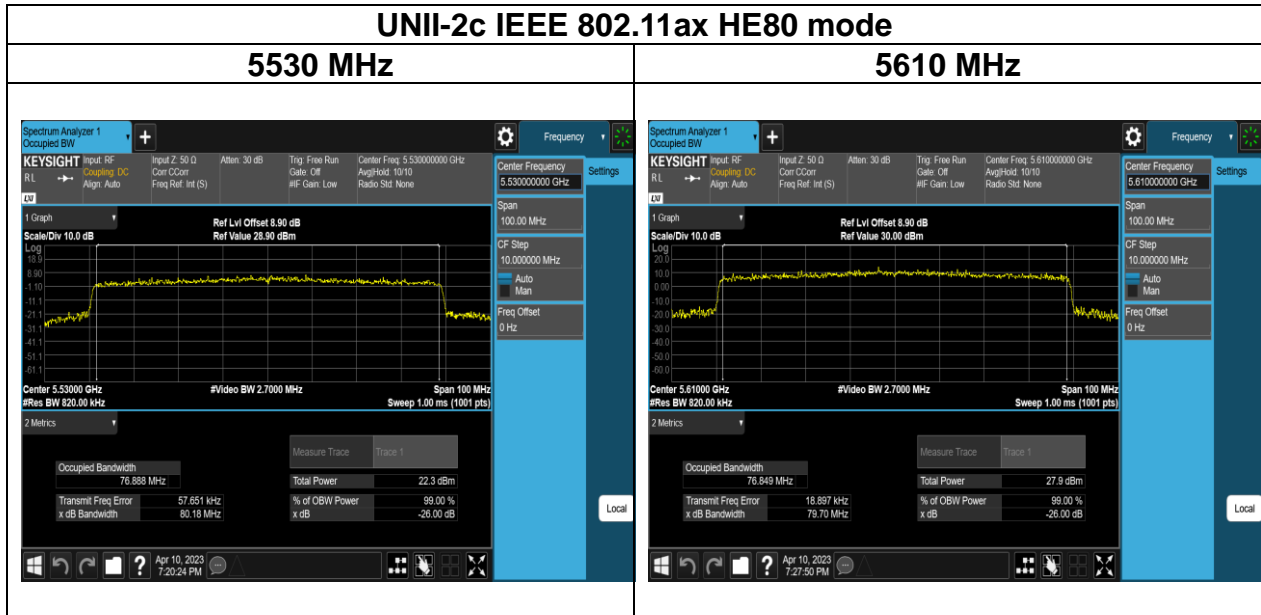 UNII-2c IEEE 802.11ax HE80 mode
5530 MHz
5610 MHz
Spectrum Analyzer 1
Occupied BW
Frequency
KEYSIGHT
RL
LXI
Input: RF
Coupling: DC
Align: Auto
Input Z: 50 Ω
Corr CCorr
Freq Ref: Int (S)
Atten: 30 dB
Trig: Free Run
Gate: Off
#IF Gain: Low
Center Freq: 5.530000000 GHz
Avg|Hold: 10/10
Radio Std: None
Center Frequency
5.530000000 GHz
Settings
Span
100.00 MHz
CF Step
10.000000 MHz
Auto
Man
Freq Offset
0 Hz
1 Graph
Scale/Div 10.0 dB
Ref Lvl Offset 8.90 dB
Ref Value 28.90 dBm
Log
18.9
8.90
-1.10
-11.1
-21.1
-31.1
-41.1
-51.1
-61.1
Center 5.53000 GHz
#Video BW 2.7000 MHz
Span 100 MHz
#Res BW 820.00 kHz
Sweep 1.00 ms (1001 pts)
2 Metrics
Measure Trace Trace 1
Occupied Bandwidth
76.888 MHz
Total Power 22.3 dBm
Transmit Freq Error 57.651 kHz
% of OBW Power 99.00 %
x dB Bandwidth 80.18 MHz
x dB -26.00 dB
Local
?
Apr 10, 2023
7:20:24 PM
Spectrum Analyzer 1
Occupied BW
Frequency
KEYSIGHT
RL
LXI
Input: RF
Coupling: DC
Align: Auto
Input Z: 50 Ω
Corr CCorr
Freq Ref: Int (S)
Atten: 30 dB
Trig: Free Run
Gate: Off
#IF Gain: Low
Center Freq: 5.610000000 GHz
Avg|Hold: 10/10
Radio Std: None
Center Frequency
5.610000000 GHz
Settings
Span
100.00 MHz
CF Step
10.000000 MHz
Auto
Man
Freq Offset
0 Hz
1 Graph
Scale/Div 10.0 dB
Ref Lvl Offset 8.90 dB
Ref Value 30.00 dBm
Log
20.0
10.0
0.00
-10.0
-20.0
-30.0
-40.0
-50.0
-60.0
Center 5.61000 GHz
#Video BW 2.7000 MHz
Span 100 MHz
#Res BW 820.00 kHz
Sweep 1.00 ms (1001 pts)
2 Metrics
Measure Trace Trace 1
Occupied Bandwidth
76.849 MHz
Total Power 27.9 dBm
Transmit Freq Error 18.897 kHz
% of OBW Power 99.00 %
x dB Bandwidth 79.70 MHz
x dB -26.00 dB
Local
?
Apr 10, 2023
7:27:50 PM